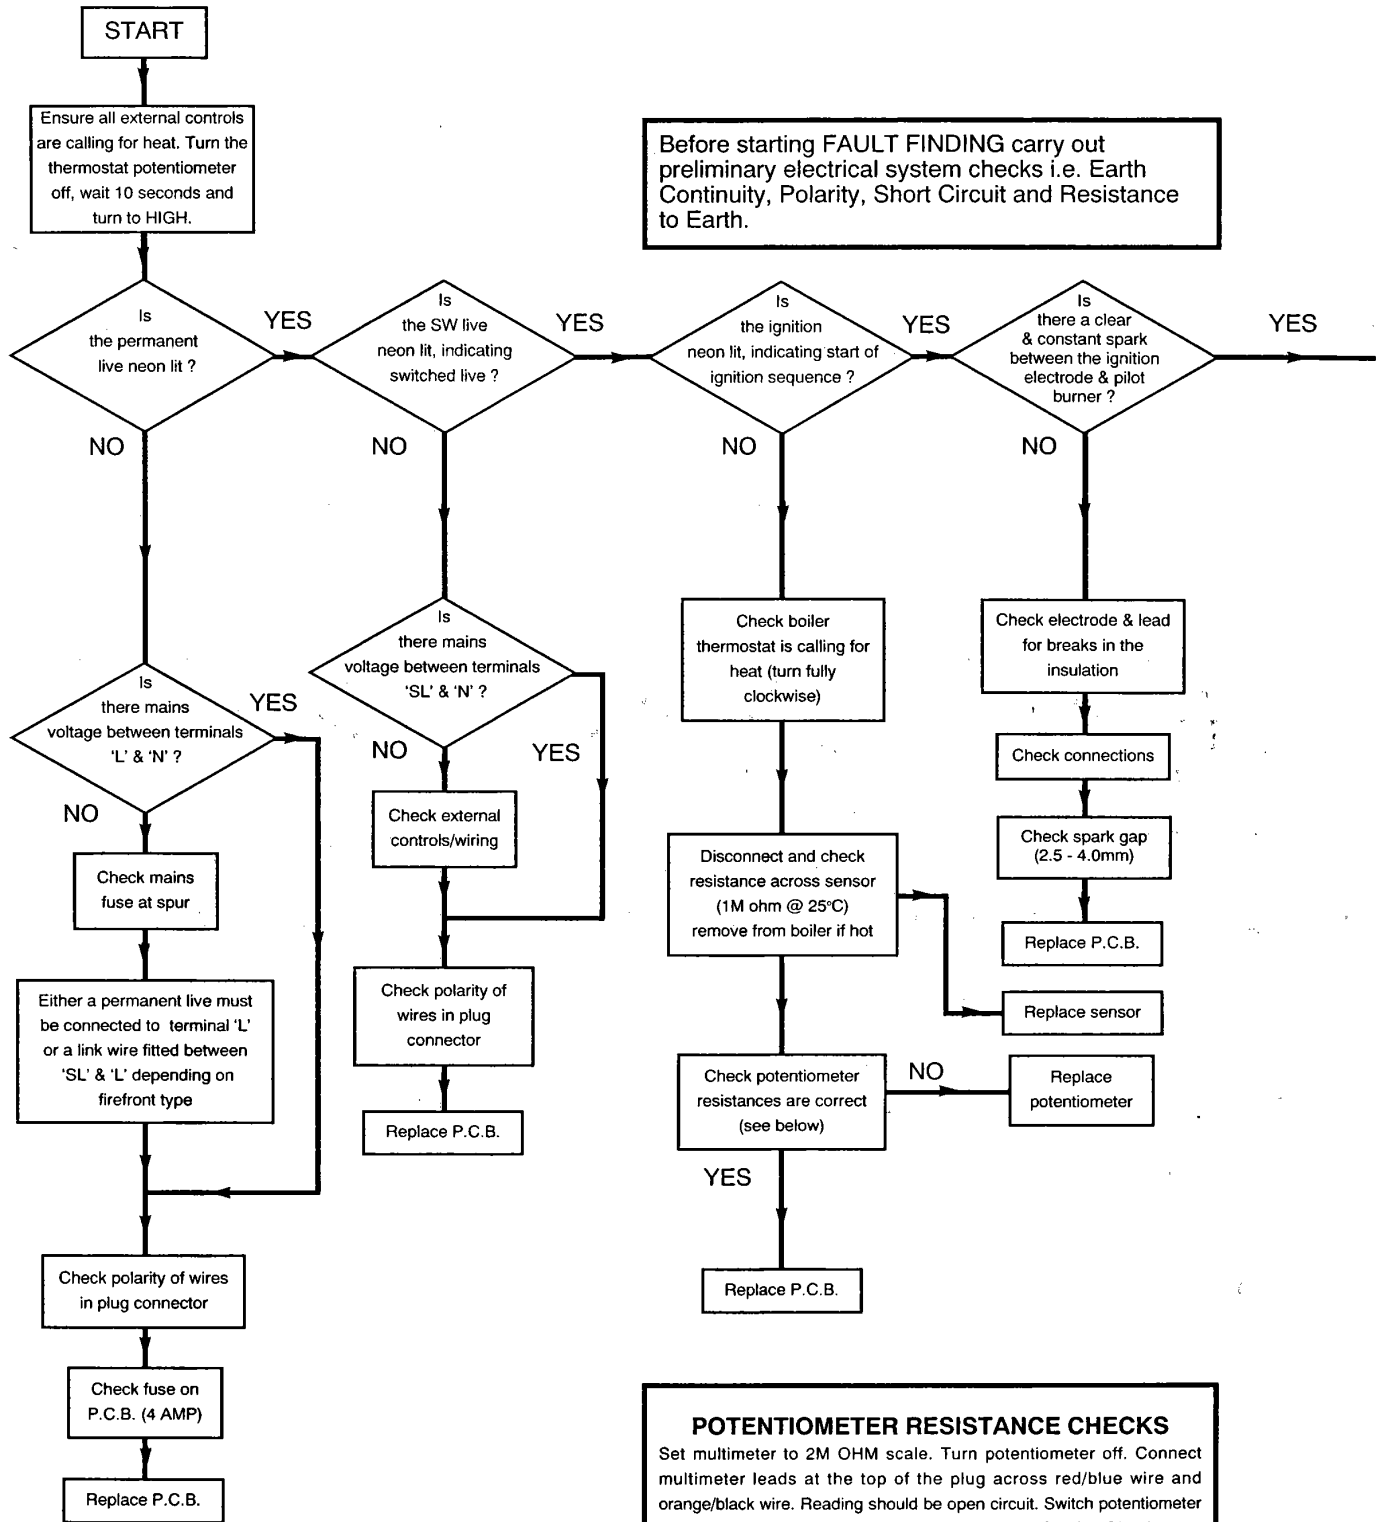 START
Ensure all external controls
are calling for heat. Turn the
thermostat potentiometer
off, wait 10 seconds and
turn to HIGH.
Before starting FAULT FINDING carry out
preliminary electrical system checks i.e. Earth
Continuity, Polarity, Short Circuit and Resistance
to Earth.
Is
the permanent
live neon lit ?
YES
NO
Is
the SW live
neon lit, indicating
switched live ?
YES
NO
Is
the ignition
neon lit, indicating start of
ignition sequence ?
YES
NO
Is
there a clear
& constant spark
between the ignition
electrode & pilot
burner ?
YES
NO
Is
there mains
voltage between terminals
'L' & 'N' ?
YES
NO
Check mains
fuse at spur
Either a permanent live must
be connected to terminal 'L'
or a link wire fitted between
'SL' & 'L' depending on
firefront type
Check polarity of wires
in plug connector
Check fuse on
P.C.B. (4 AMP)
Replace P.C.B.
Is
there mains
voltage between terminals
'SL' & 'N' ?
NO
YES
Check external
controls/wiring
Check polarity of
wires in plug
connector
Replace P.C.B.
Check boiler
thermostat is calling for
heat (turn fully
clockwise)
Disconnect and check
resistance across sensor
(1M ohm @ 25°C)
remove from boiler if hot
Replace sensor
Check potentiometer
resistances are correct
(see below)
NO
Replace
potentiometer
YES
Replace P.C.B.
Check electrode & lead
for breaks in the
insulation
Check connections
Check spark gap
(2.5 - 4.0mm)
Replace P.C.B.
POTENTIOMETER RESISTANCE CHECKS
Set multimeter to 2M OHM scale. Turn potentiometer off. Connect
multimeter leads at the top of the plug across red/blue wire and
orange/black wire. Reading should be open circuit. Switch potentiometer